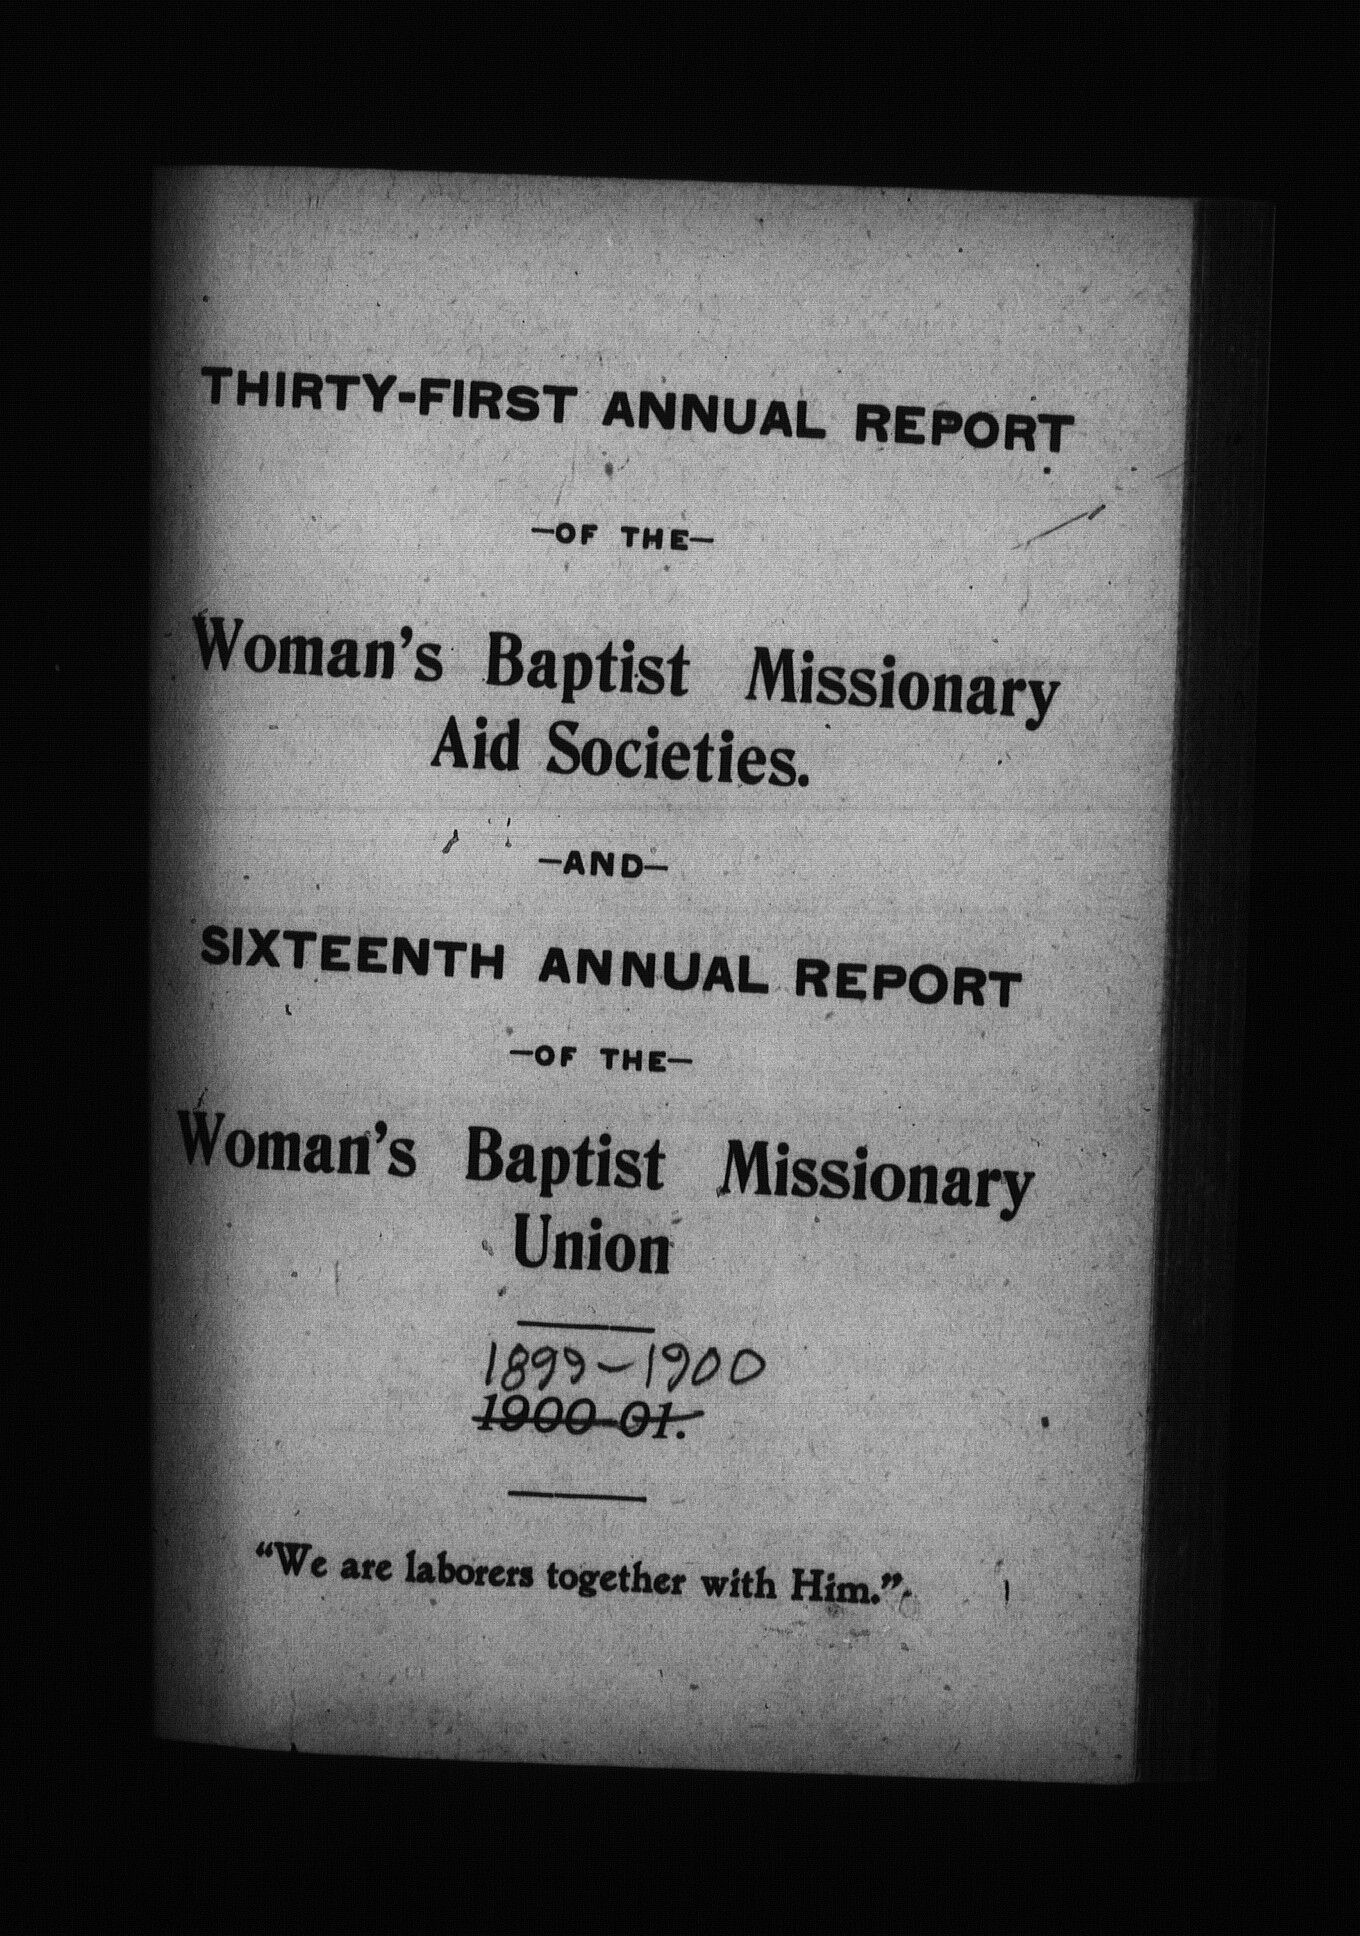 THIRTY-FIRST ANNUAL REPORT
—OF THE—
Woman's Baptist Missionary
Aid Societies.
—AND—
SIXTEENTH ANNUAL REPORT
—OF THE—
Woman's Baptist Missionary
Union
1899-1900
1900-01.
“We are laborers together with Him.”